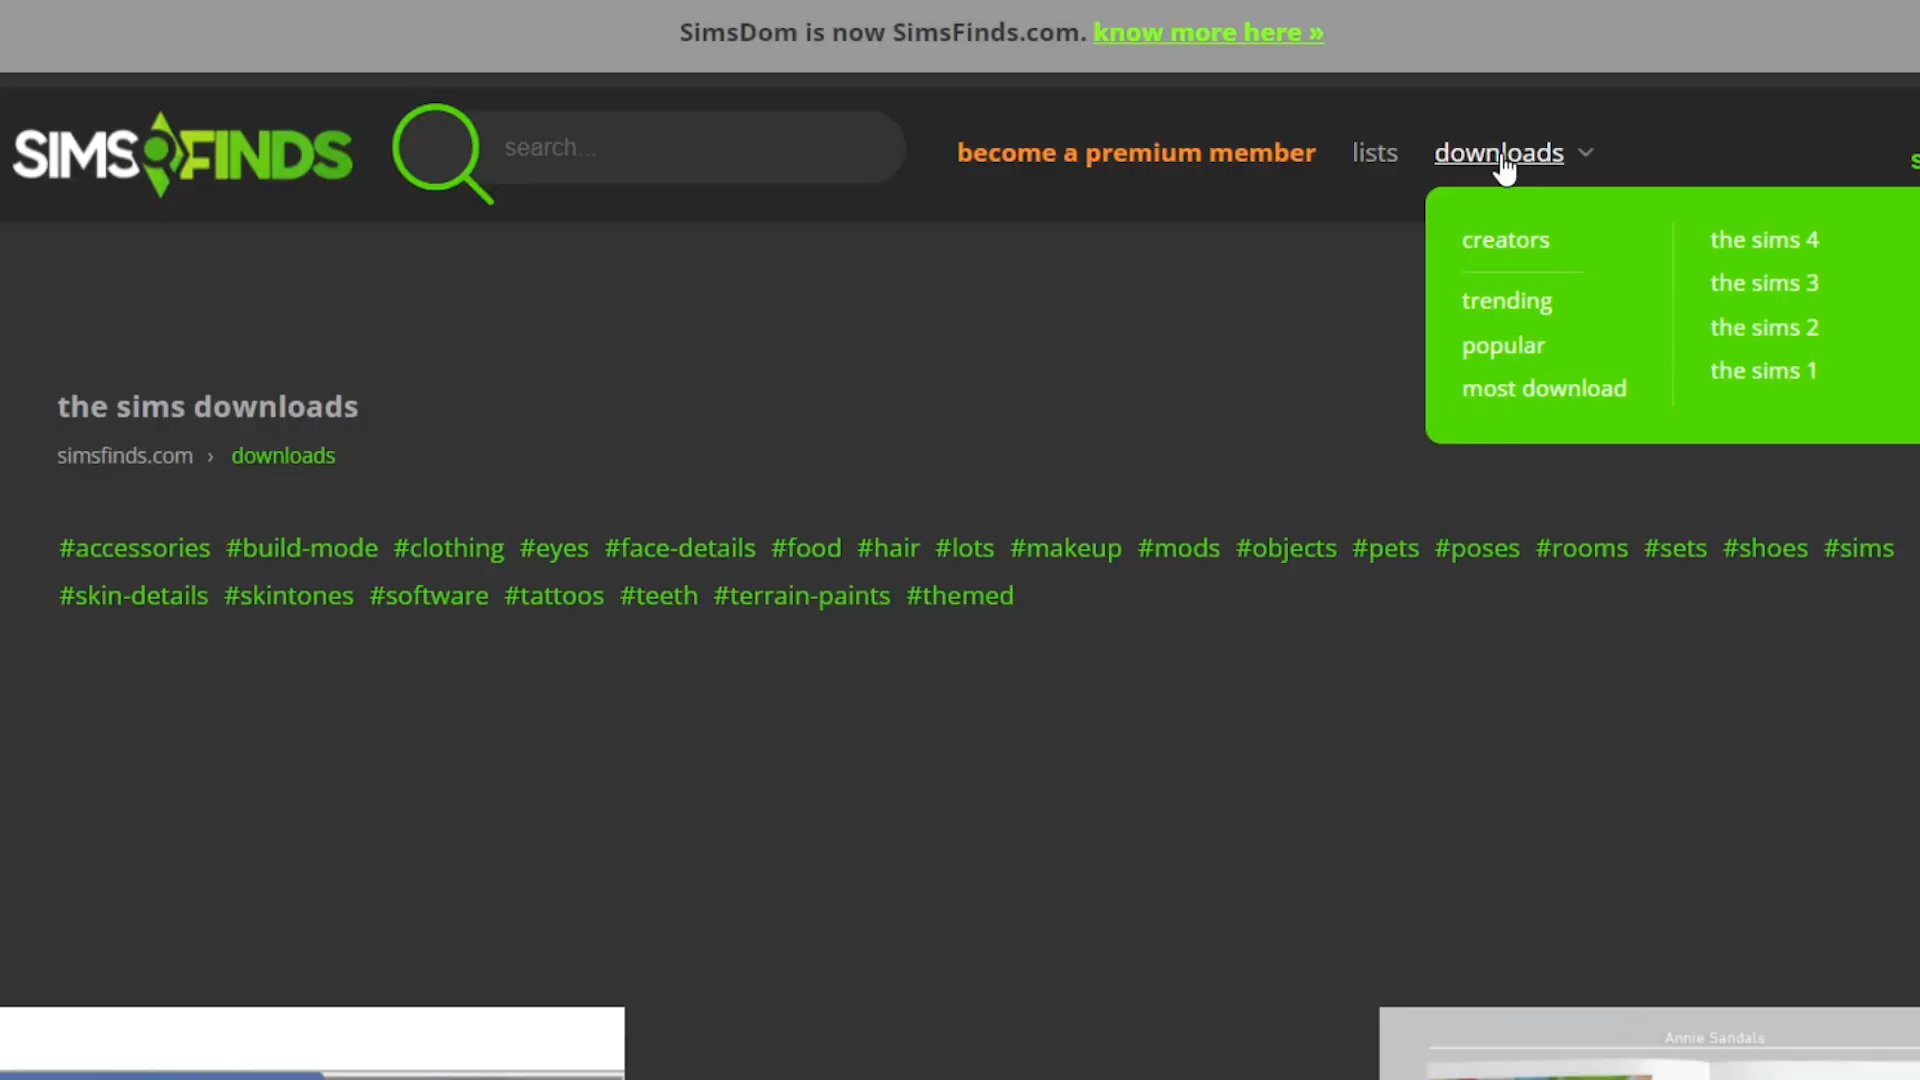 SimsDom is now SimsFinds.com. know more here »
SIMS FINDS
search...
become a premium member
lists
downloads
creators
trending
popular
most download
the sims 4
the sims 3
the sims 2
the sims 1
the sims downloads
simsfinds.com › downloads
#accessories #build-mode #clothing #eyes #face-details #food #hair #lots #makeup #mods #objects #pets #poses #rooms #sets #shoes #sims
#skin-details #skintones #software #tattoos #teeth #terrain-paints #themed
Annie Sandals